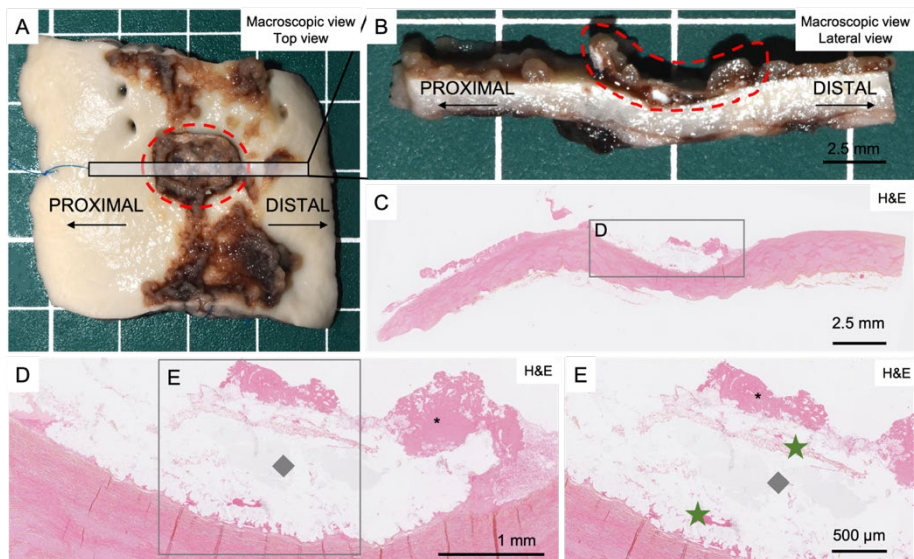 A
Macroscopic view
Top view
PROXIMAL
DISTAL
B
Macroscopic view
Lateral view
PROXIMAL
DISTAL
2.5 mm
C
H&E
D
2.5 mm
D
E
H&E
*
1 mm
E
H&E
*
500 µm